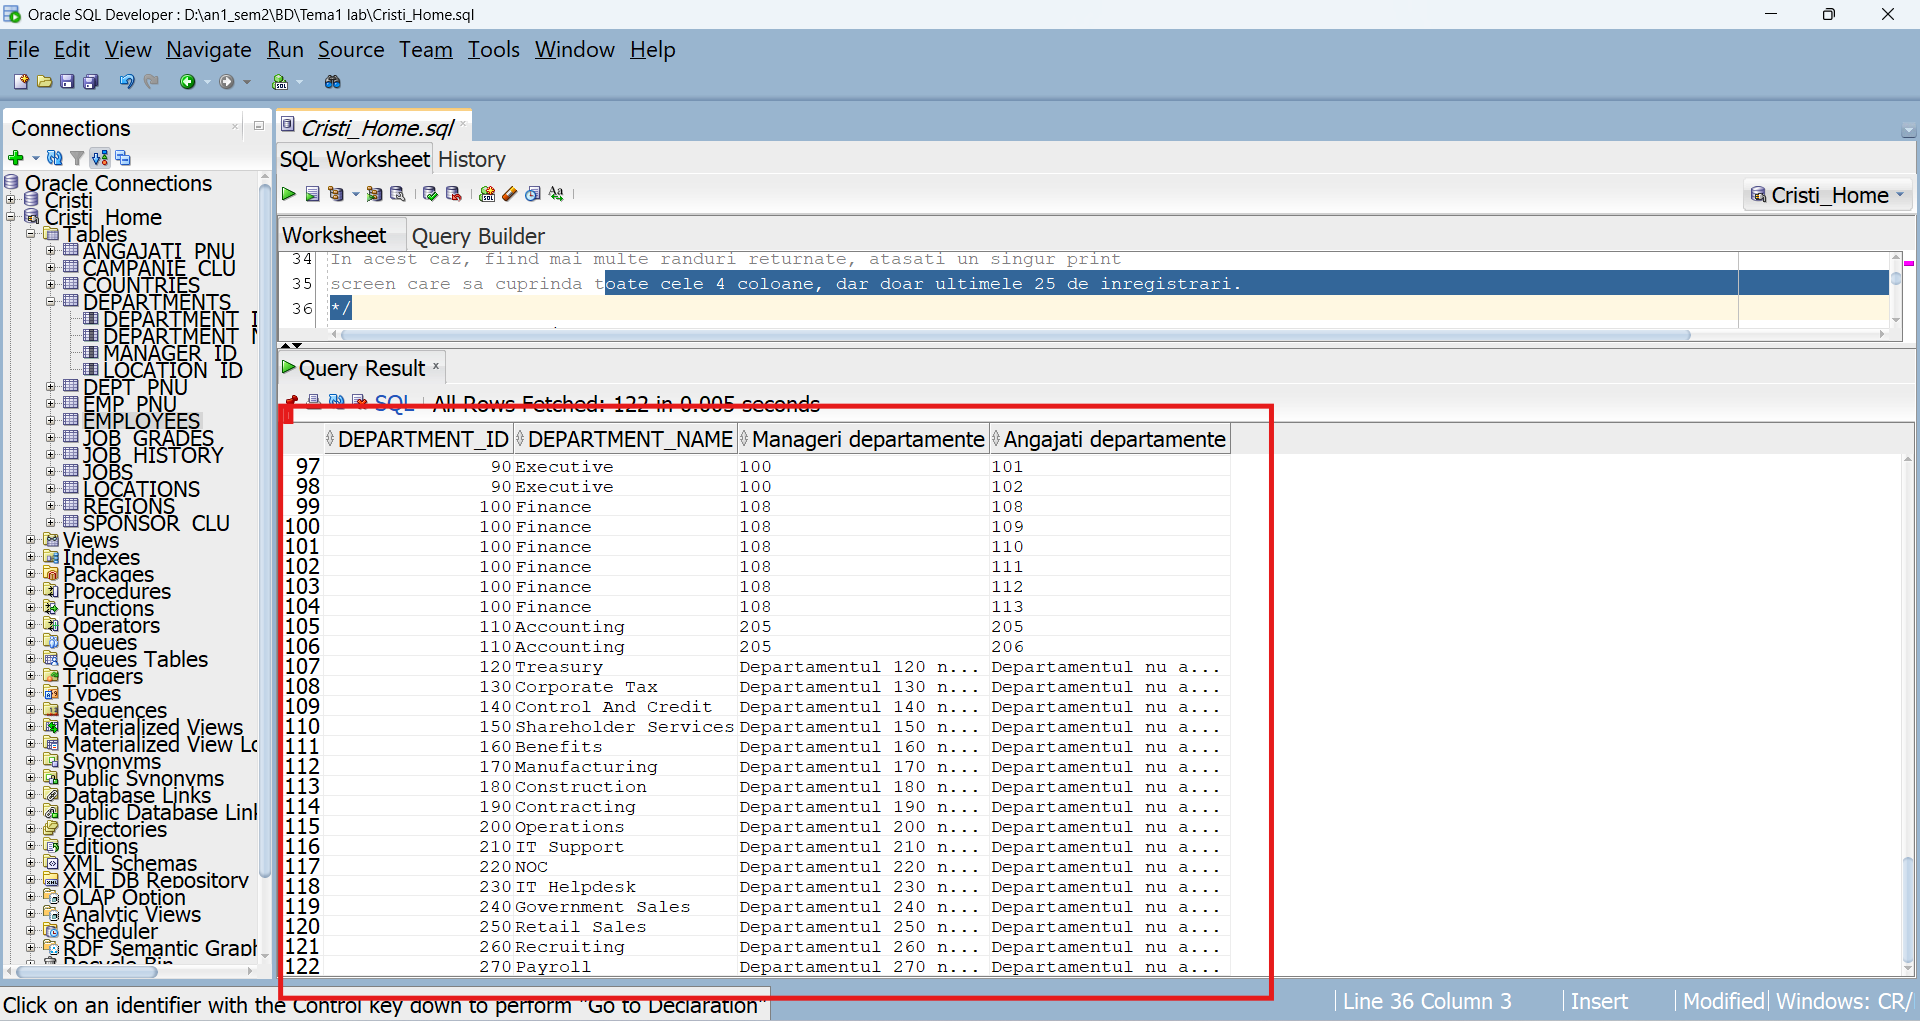 Oracle SQL Developer : D:\an1_sem2\BD\Tema1 lab\Cristi_Home.sql
File Edit View Navigate Run Source Team Tools Window Help
Connections
Oracle Connections
Cristi
Cristi_Home
Tables
ANGAJATI_PNU
CAMPANIE_CLU
COUNTRIES
DEPARTMENTS
DEPARTMENT_I
DEPARTMENT_N
MANAGER_ID
LOCATION_ID
DEPT_PNU
EMP_PNU
EMPLOYEES
JOB_GRADES
JOB_HISTORY
JOBS
LOCATIONS
REGIONS
SPONSOR_CLU
Views
Indexes
Packages
Procedures
Functions
Operators
Queues
Queues Tables
Triggers
Types
Sequences
Materialized Views
Materialized View Lo
Synonyms
Public Synonyms
Database Links
Public Database Link
Directories
Editions
XML Schemas
XML DB Repository
OLAP Option
Analytic Views
Scheduler
RDF Semantic Graph
Recycle Bin
Cristi_Home.sql
SQL Worksheet History
Cristi_Home
Worksheet Query Builder
34 In acest caz, fiind mai multe randuri returnate, atasati un singur print
35 screen care sa cuprinda toate cele 4 coloane, dar doar ultimele 25 de inregistrari.
36 */
Query Result
SQL All Rows Fetched: 122 in 0.005 seconds
DEPARTMENT_ID DEPARTMENT_NAME Manageri departamente Angajati departamente
97 90 Executive 100 101
98 90 Executive 100 102
99 100 Finance 108 108
100 100 Finance 108 109
101 100 Finance 108 110
102 100 Finance 108 111
103 100 Finance 108 112
104 100 Finance 108 113
105 110 Accounting 205 205
106 110 Accounting 205 206
107 120 Treasury Departamentul 120 n... Departamentul nu a...
108 130 Corporate Tax Departamentul 130 n... Departamentul nu a...
109 140 Control And Credit Departamentul 140 n... Departamentul nu a...
110 150 Shareholder Services Departamentul 150 n... Departamentul nu a...
111 160 Benefits Departamentul 160 n... Departamentul nu a...
112 170 Manufacturing Departamentul 170 n... Departamentul nu a...
113 180 Construction Departamentul 180 n... Departamentul nu a...
114 190 Contracting Departamentul 190 n... Departamentul nu a...
115 200 Operations Departamentul 200 n... Departamentul nu a...
116 210 IT Support Departamentul 210 n... Departamentul nu a...
117 220 NOC Departamentul 220 n... Departamentul nu a...
118 230 IT Helpdesk Departamentul 230 n... Departamentul nu a...
119 240 Government Sales Departamentul 240 n... Departamentul nu a...
120 250 Retail Sales Departamentul 250 n... Departamentul nu a...
121 260 Recruiting Departamentul 260 n... Departamentul nu a...
122 270 Payroll Departamentul 270 n... Departamentul nu a...
Click on an identifier with the Control key down to perform "Go to Declaration"
Line 36 Column 3 Insert Modified Windows: CR/